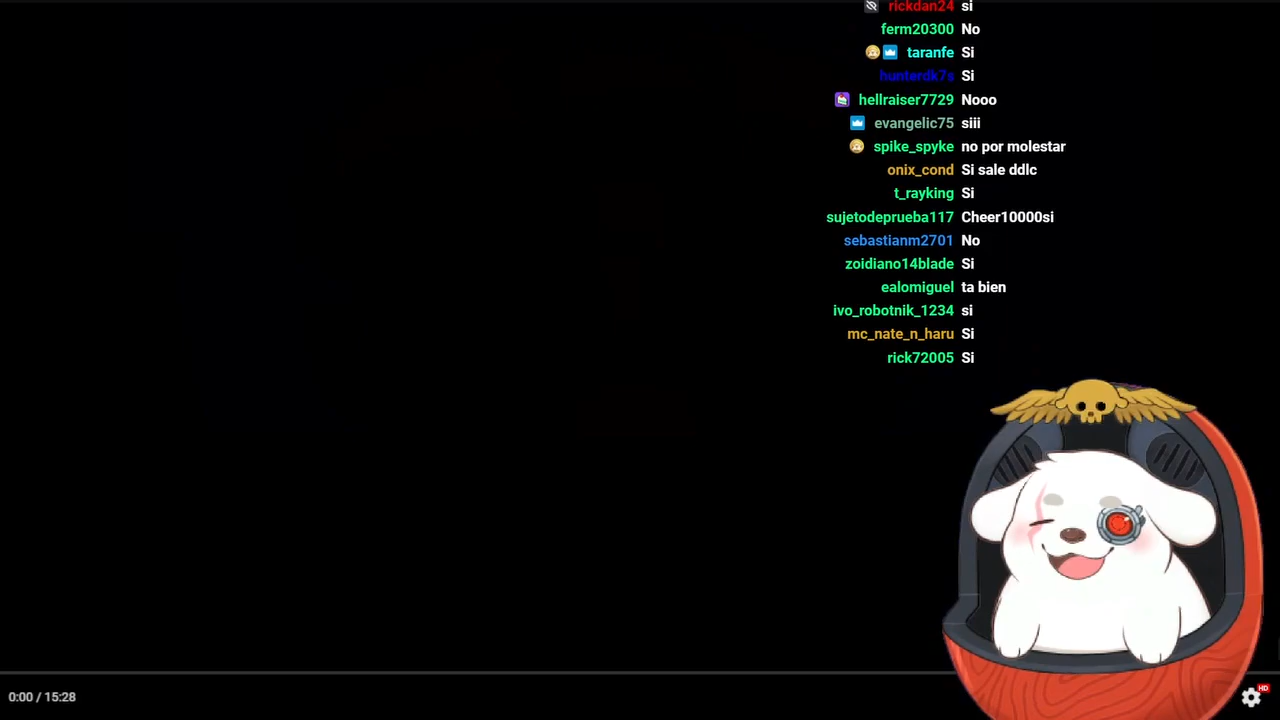 rickdan24 si
ferm20300 No
taranfe Si
hunterdk7s Si
hellraiser7729 Nooo
evangelic75 siii
spike_spyke no por molestar
onix_cond Si sale ddlc
t_rayking Si
sujetodeprueba117 Cheer10000si
sebastianm2701 No
zoidiano14blade Si
ealomiguel ta bien
ivo_robotnik_1234 si
mc_nate_n_haru Si
rick72005 Si
0:00 / 15:28
HD